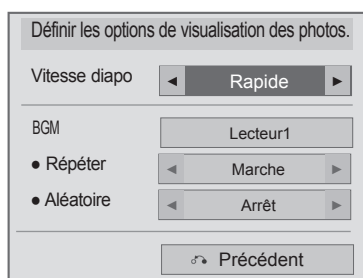 Définir les options de visualisation des photos.
Vitesse diapo ◄ Rapide ►
BGM Lecteur1
● Répéter ◄ Marche ►
● Aléatoire ◄ Arrêt ►
Précédent